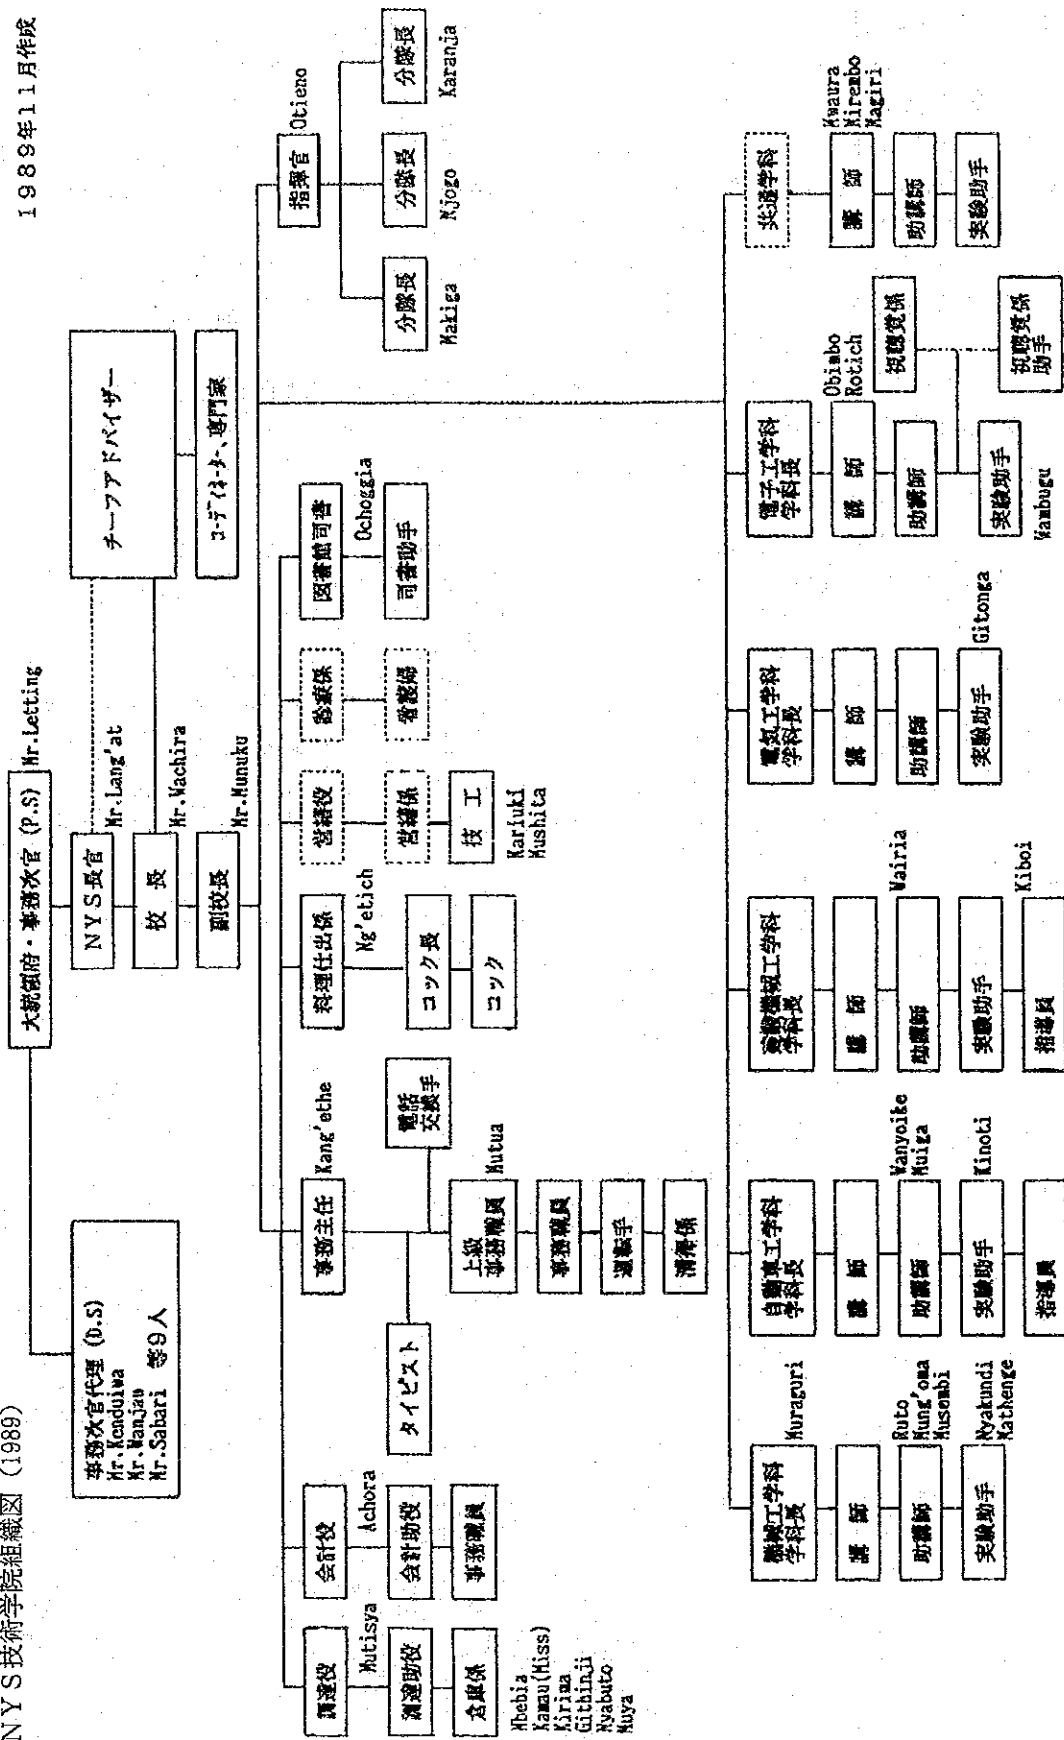 NYS技術学院組織図 (1989)
1989年11月作成
大統領府・事務次官 (P.S)
Mr.Letting
事務次官代理 (D.S)
Mr.Kenduiwa
Mr.Wanjau
Mr.Sabari 等9人
NYS長官
Mr.Lang'at
校 長
Mr.Wachira
副校長
Mr.Munuku
チーフアドバイザー
コーディネーター、専門家
指揮官
Otieno
分隊長
Makiga
分隊長
Njogo
分隊長
Karanja
調達役
Mutisya
調達助役
倉庫係
Mbebia
Kamau(Miss)
Kirima
Githinji
Nyabuto
Muya
会計役
Achora
会計助役
事務職員
事務主任
Kang'ethe
タイピスト
電話
交換手
上級
事務職員
Mutua
事務職員
運転手
清掃係
料理仕出係
Ng'etich
コック長
コック
営繕役
営繕係
技 工
Kariuki
Mushita
診療係
看護婦
図書館司書
Ochoggia
司書助手
機械工学科
学科長
Muraguri
講 師
助講師
Ruto
Mung'oma
Musembi
実験助手
Nyakundi
Kathenge
自動車工学科
学科長
講 師
助講師
Wanyoike
Muiga
実験助手
Kinoti
指導員
建設機械工学科
学科長
講 師
助講師
Wairia
実験助手
Kiboi
指導員
電気工学科
学科長
講 師
助講師
実験助手
Gitonga
電子工学科
学科長
講 師
Obimbo
Rotich
助講師
実験助手
Wambugu
視聴覚係
視聴覚係
助手
共通学科
講 師
Mwaura
Mirembo
Magiri
助講師
実験助手